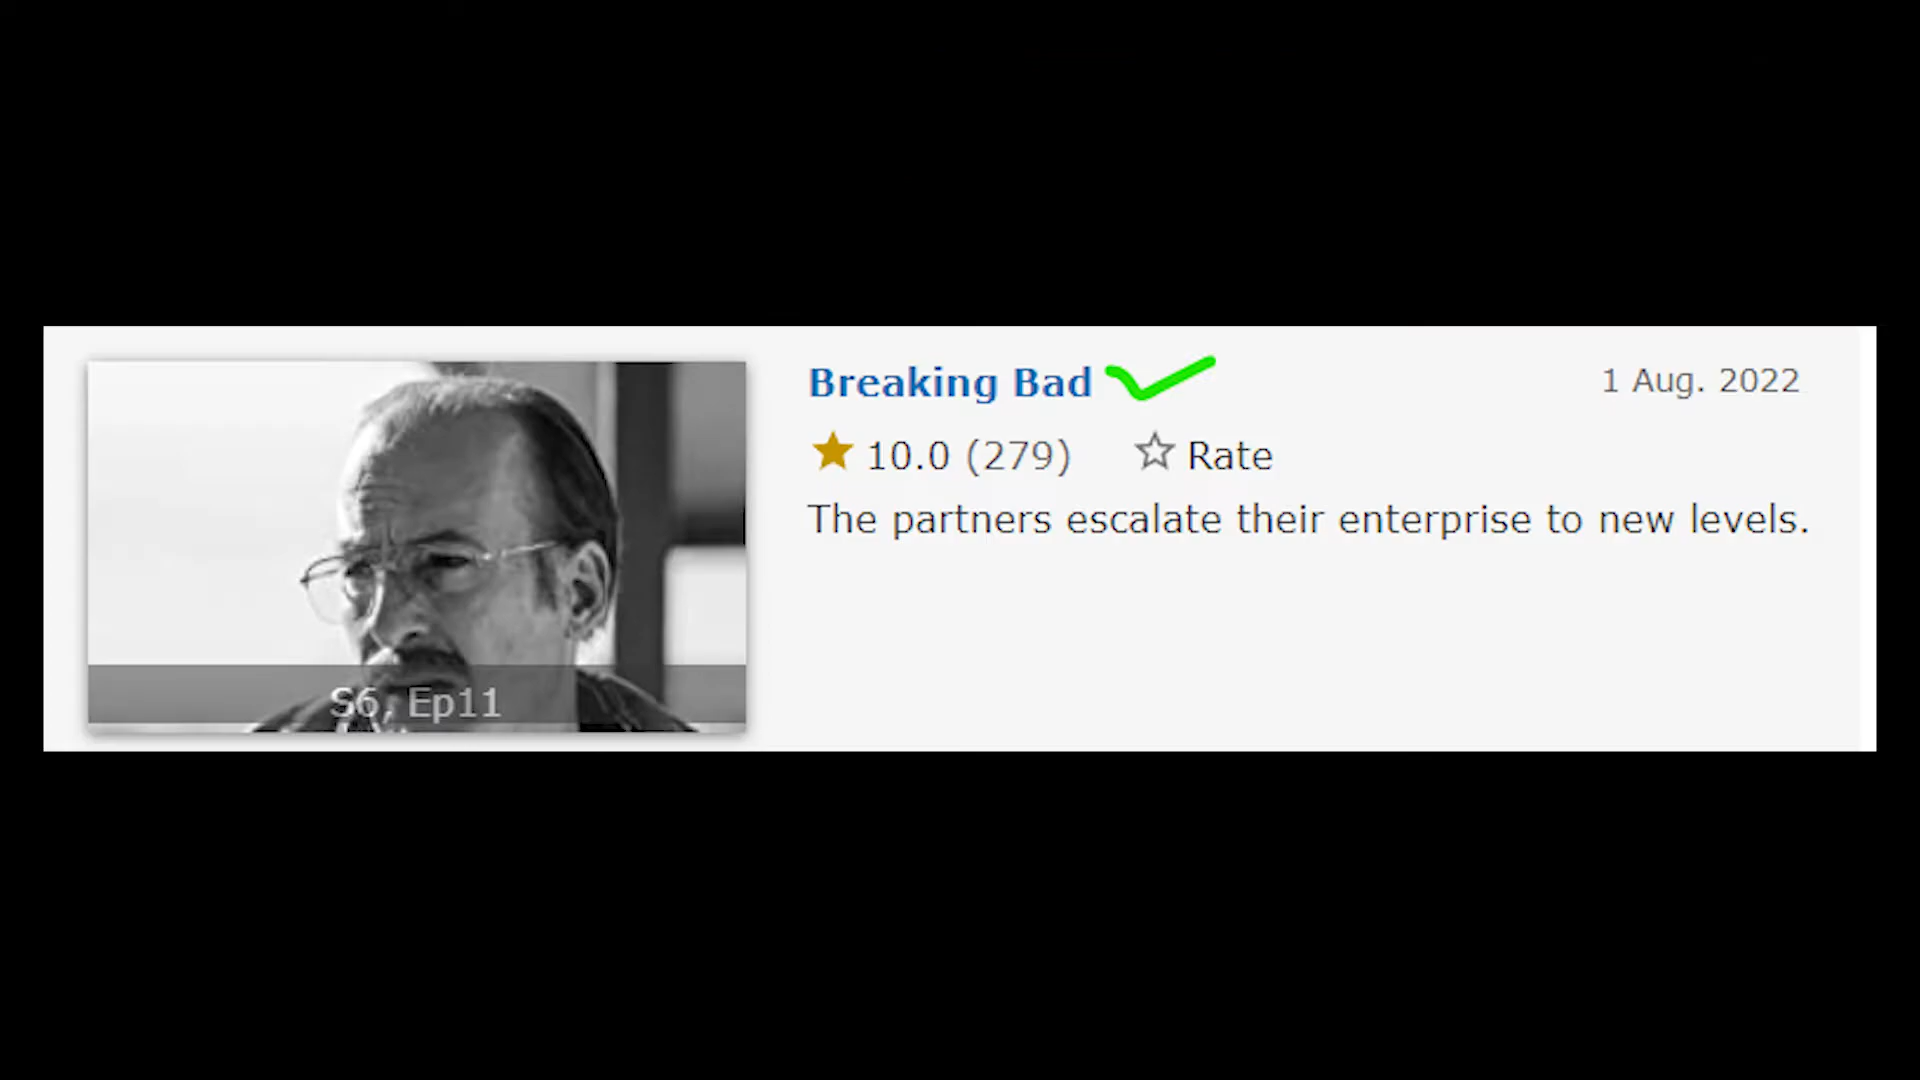 Breaking Bad
1 Aug. 2022
10.0 (279) Rate
The partners escalate their enterprise to new levels.
S6, Ep11